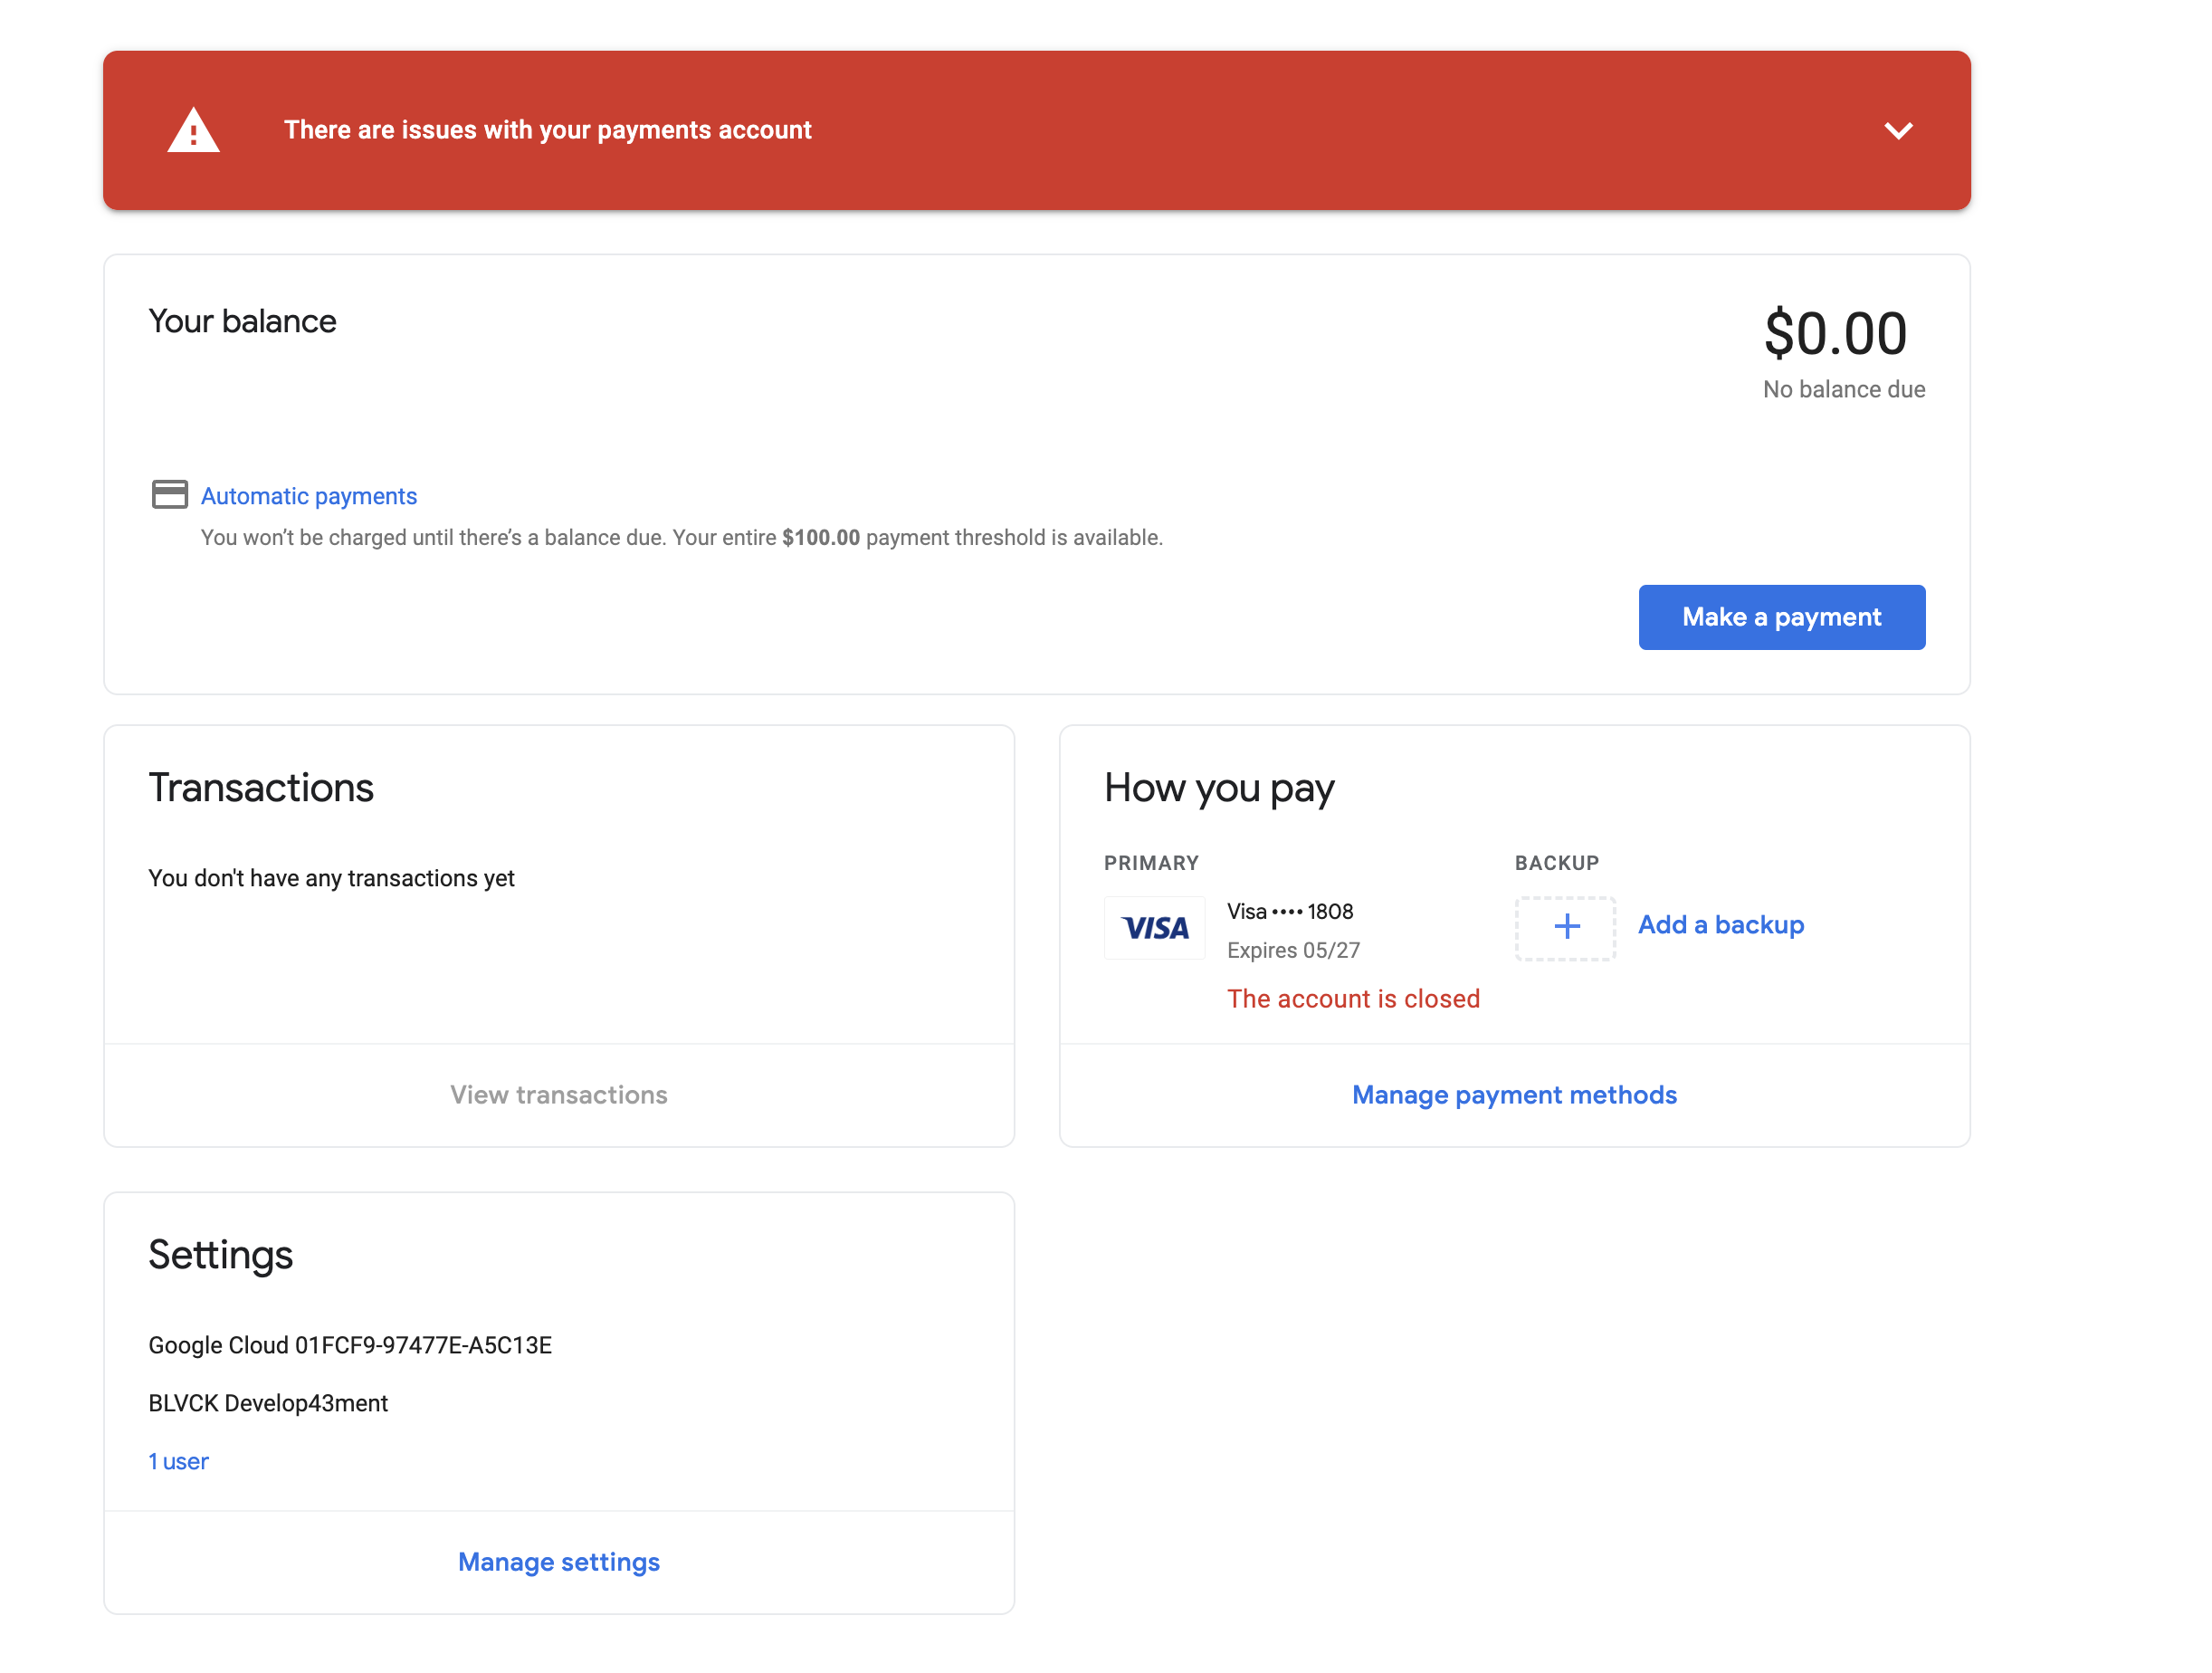 There are issues with your payments account
Your balance
$0.00
No balance due
Automatic payments
You won’t be charged until there’s a balance due. Your entire $100.00 payment threshold is available.
Make a payment
Transactions
You don't have any transactions yet
View transactions
How you pay
PRIMARY
VISA
Visa •••• 1808
Expires 05/27
The account is closed
BACKUP
Add a backup
Manage payment methods
Settings
Google Cloud 01FCF9-97477E-A5C13E
BLVCK Develop43ment
1 user
Manage settings